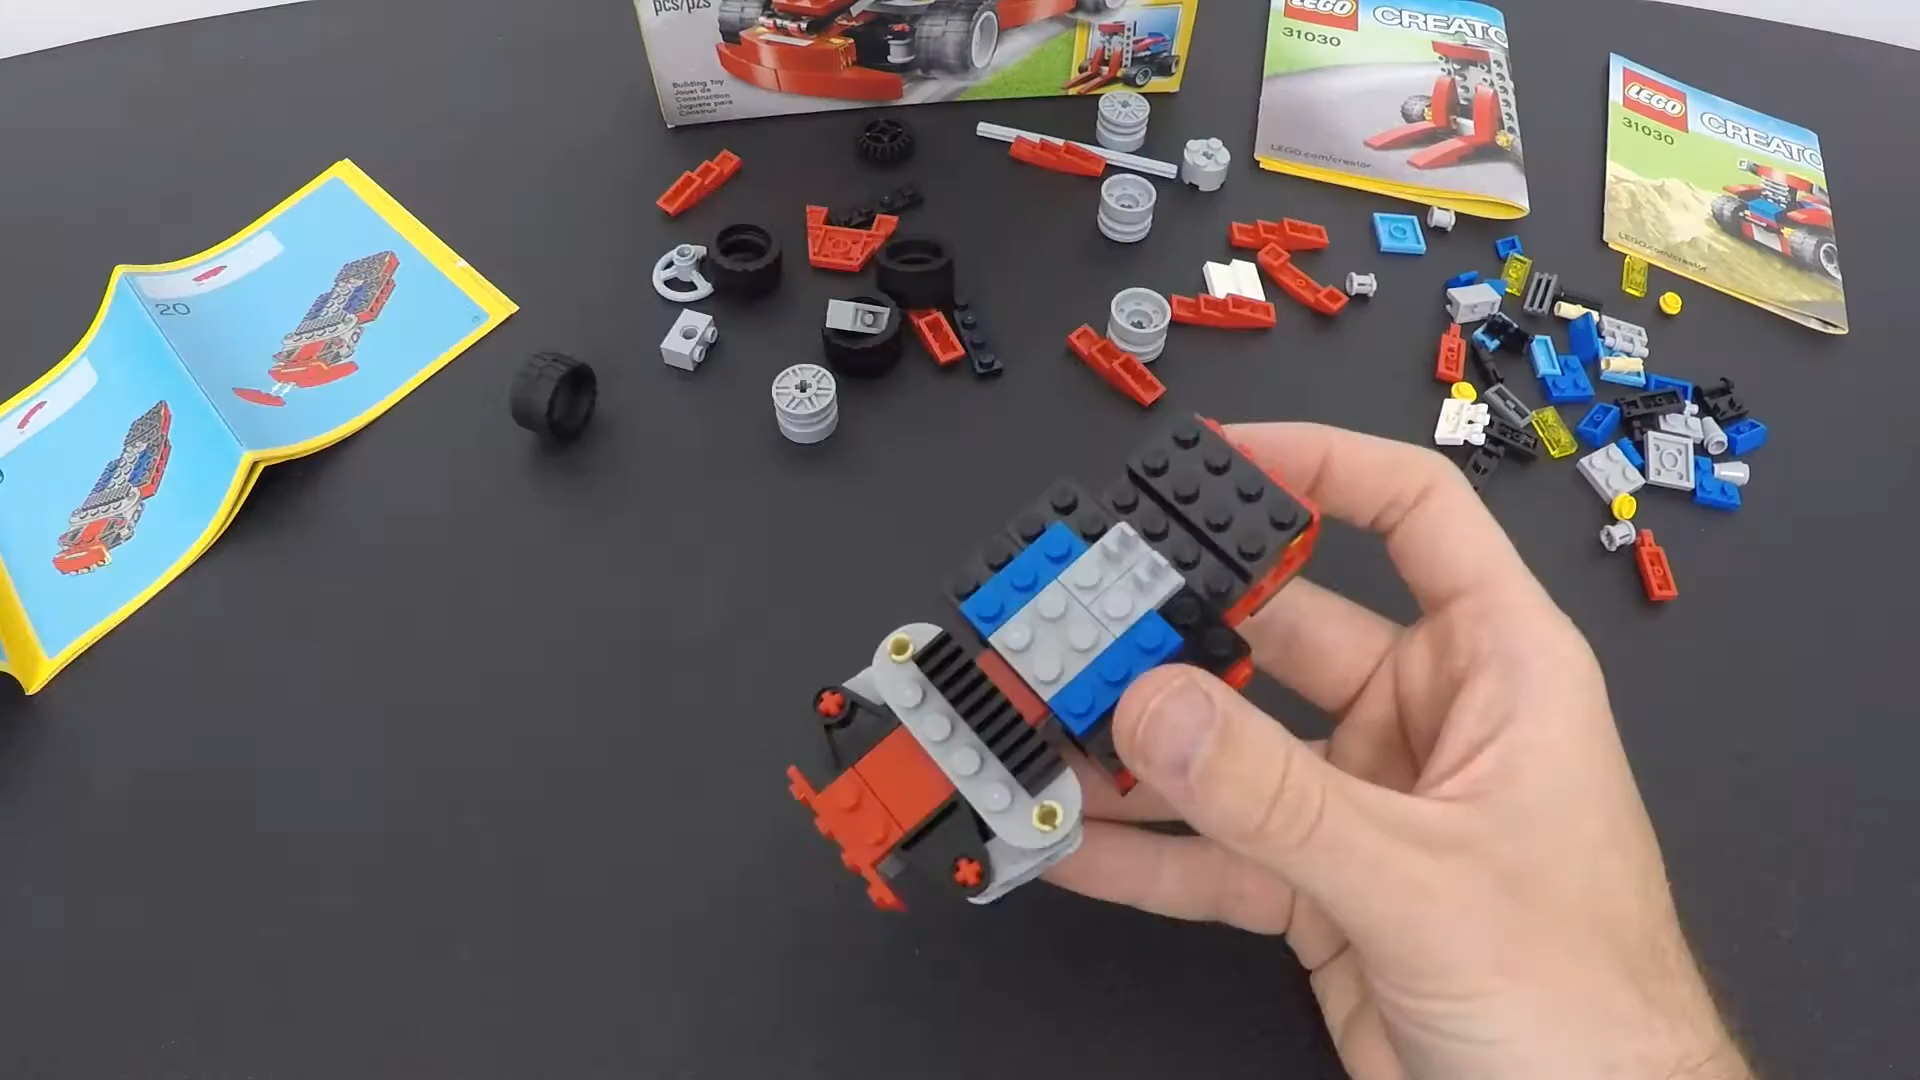 pcs/pzs
Building Toy
Jouet de
Construction
Juguete para
Construir
LEGO
CREATO
31030
LEGO.com/creator
LEGO
CREATO
31030
LEGO.com/creator
20